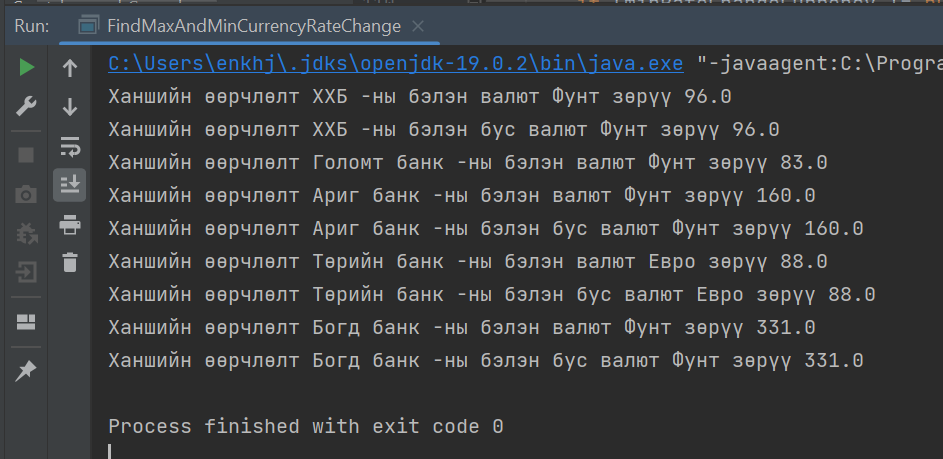 Run: FindMaxAndMinCurrencyRateChange
C:\Users\enkhj\.jdks\openjdk-19.0.2\bin\java.exe "-javaagent:C:\Progra
Ханшийн өөрчлөлт ХХБ -ны бэлэн валют Фунт зөрүү 96.0
Ханшийн өөрчлөлт ХХБ -ны бэлэн бус валют Фунт зөрүү 96.0
Ханшийн өөрчлөлт Голомт банк -ны бэлэн валют Фунт зөрүү 83.0
Ханшийн өөрчлөлт Ариг банк -ны бэлэн валют Фунт зөрүү 160.0
Ханшийн өөрчлөлт Ариг банк -ны бэлэн бус валют Фунт зөрүү 160.0
Ханшийн өөрчлөлт Төрийн банк -ны бэлэн валют Евро зөрүү 88.0
Ханшийн өөрчлөлт Төрийн банк -ны бэлэн бус валют Евро зөрүү 88.0
Ханшийн өөрчлөлт Богд банк -ны бэлэн валют Фунт зөрүү 331.0
Ханшийн өөрчлөлт Богд банк -ны бэлэн бус валют Фунт зөрүү 331.0
Process finished with exit code 0